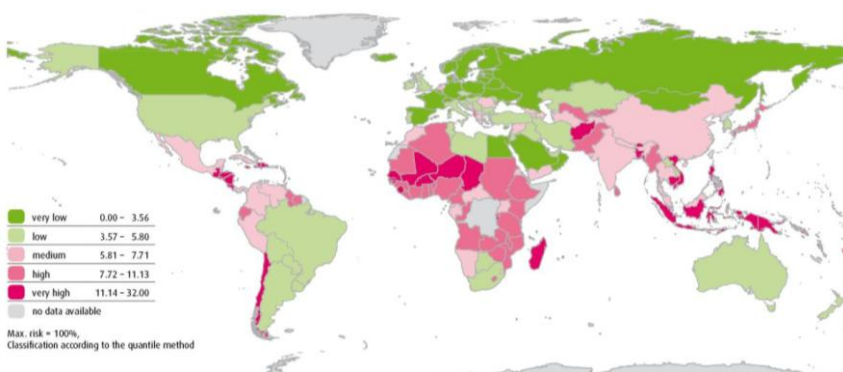 very low 0.00 – 3.56
low 3.57 – 5.80
medium 5.81 – 7.71
high 7.72 – 11.13
very high 11.14 – 32.00
no data available
Max. risk = 100%,
Classification according to the quantile method